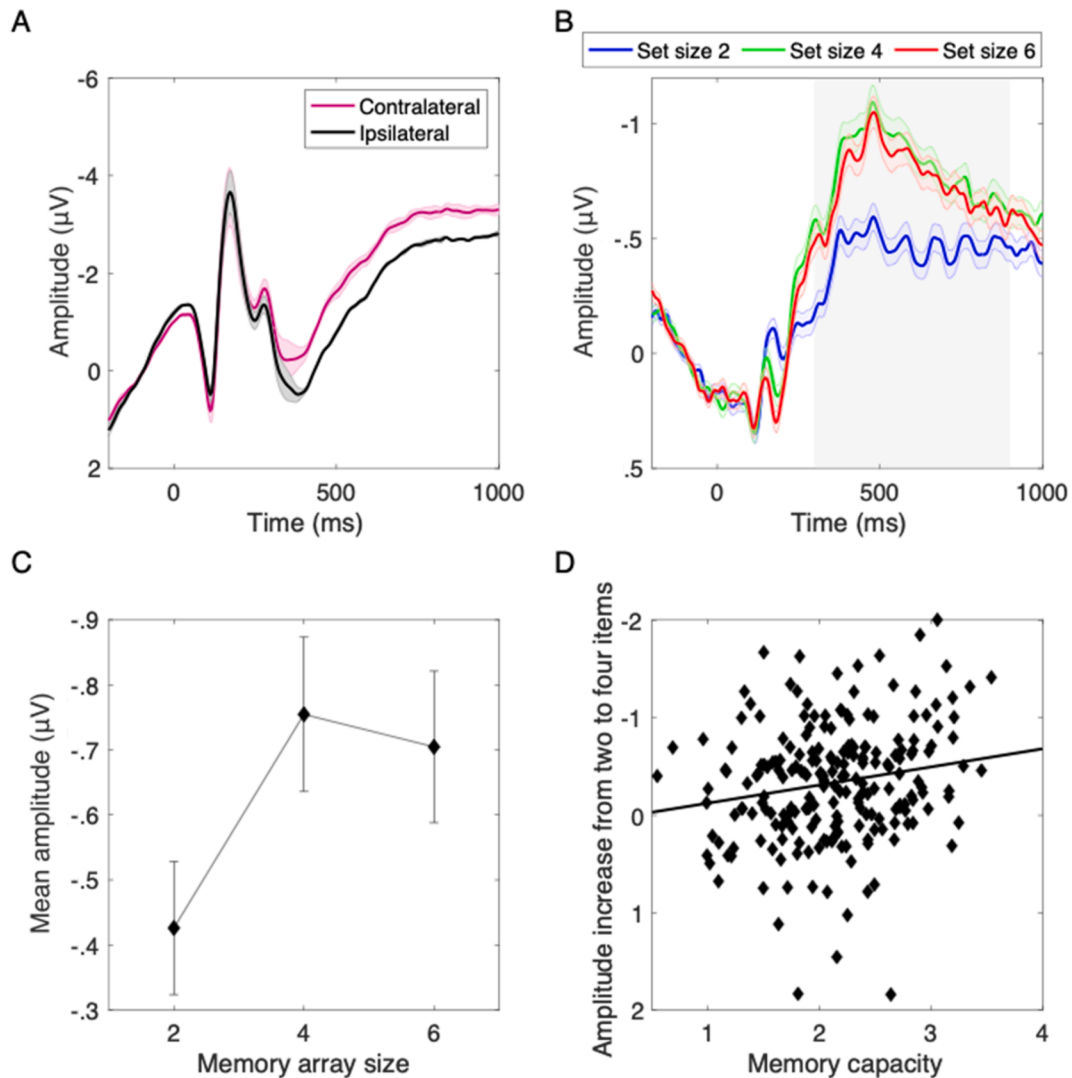 A
B
Set size 2
Set size 4
Set size 6
-6
-4
-2
0
2
Amplitude (µV)
Contralateral
Ipsilateral
0
500
1000
Time (ms)
-1
-.5
0
.5
Amplitude (µV)
0
500
1000
Time (ms)
C
D
-.9
-.8
-.7
-.6
-.5
-.4
-.3
Mean amplitude (µV)
2
4
6
Memory array size
-2
-1
0
1
2
Amplitude increase from two to four items
1
2
3
4
Memory capacity